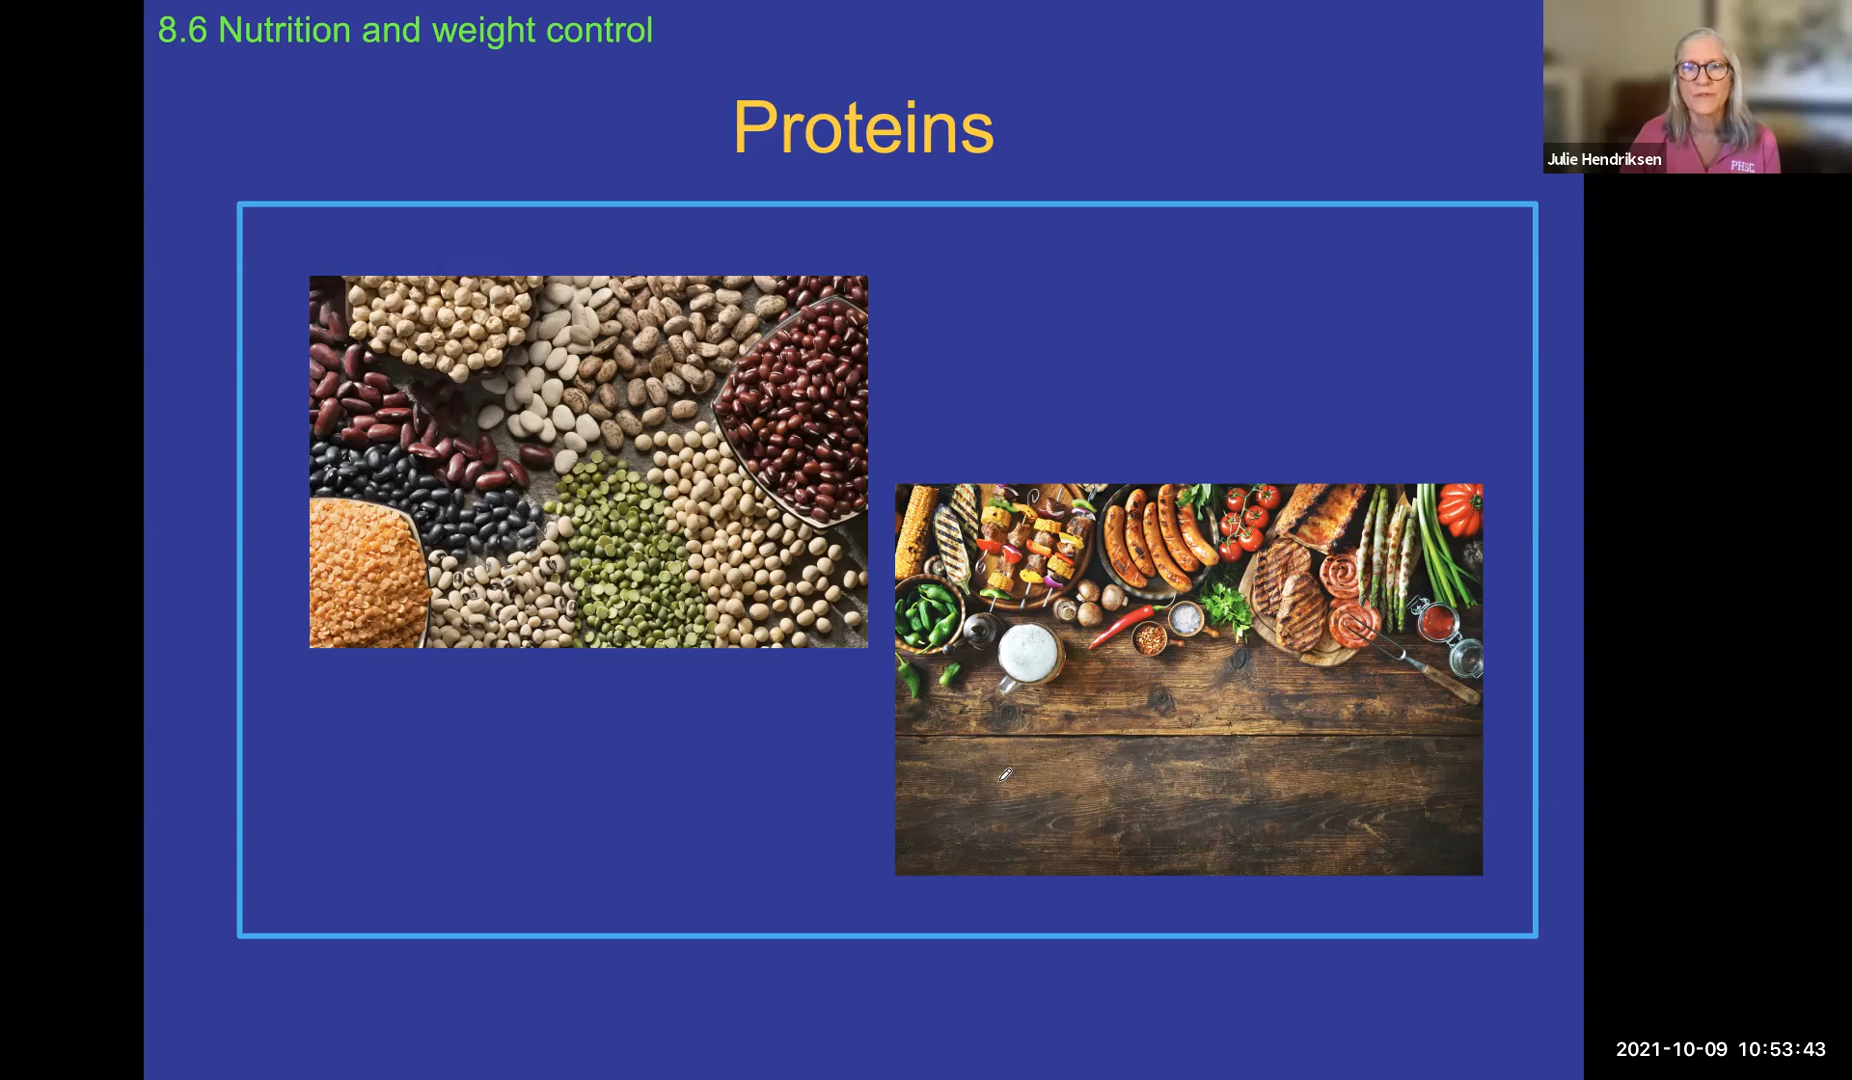 8.6 Nutrition and weight control
Proteins
Julie Hendriksen
PHSC
2021-10-09 10:53:43